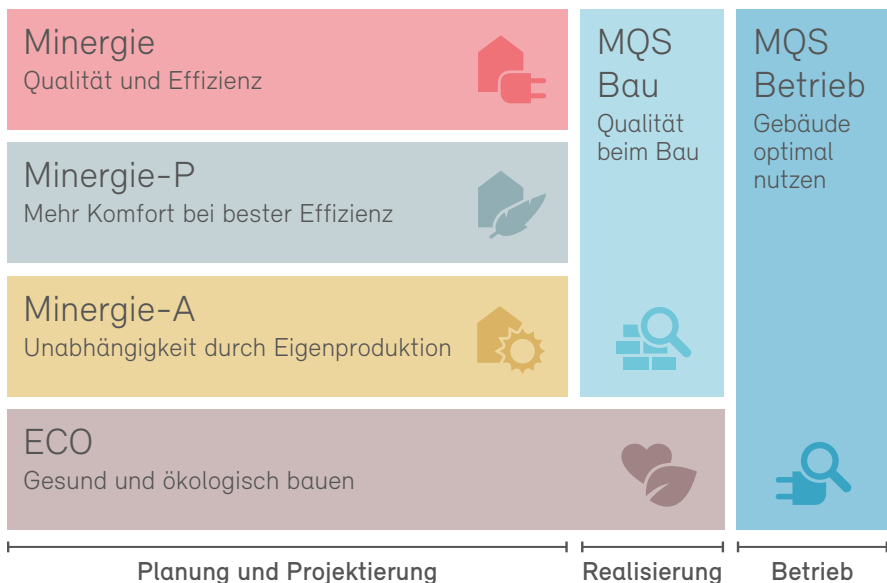 Minergie
Qualität und Effizienz
Minergie-P
Mehr Komfort bei bester Effizienz
Minergie-A
Unabhängigkeit durch Eigenproduktion
ECO
Gesund und ökologisch bauen
MQS
Bau
Qualität
beim Bau
MQS
Betrieb
Gebäude
optimal
nutzen
Planung und Projektierung
Realisierung
Betrieb